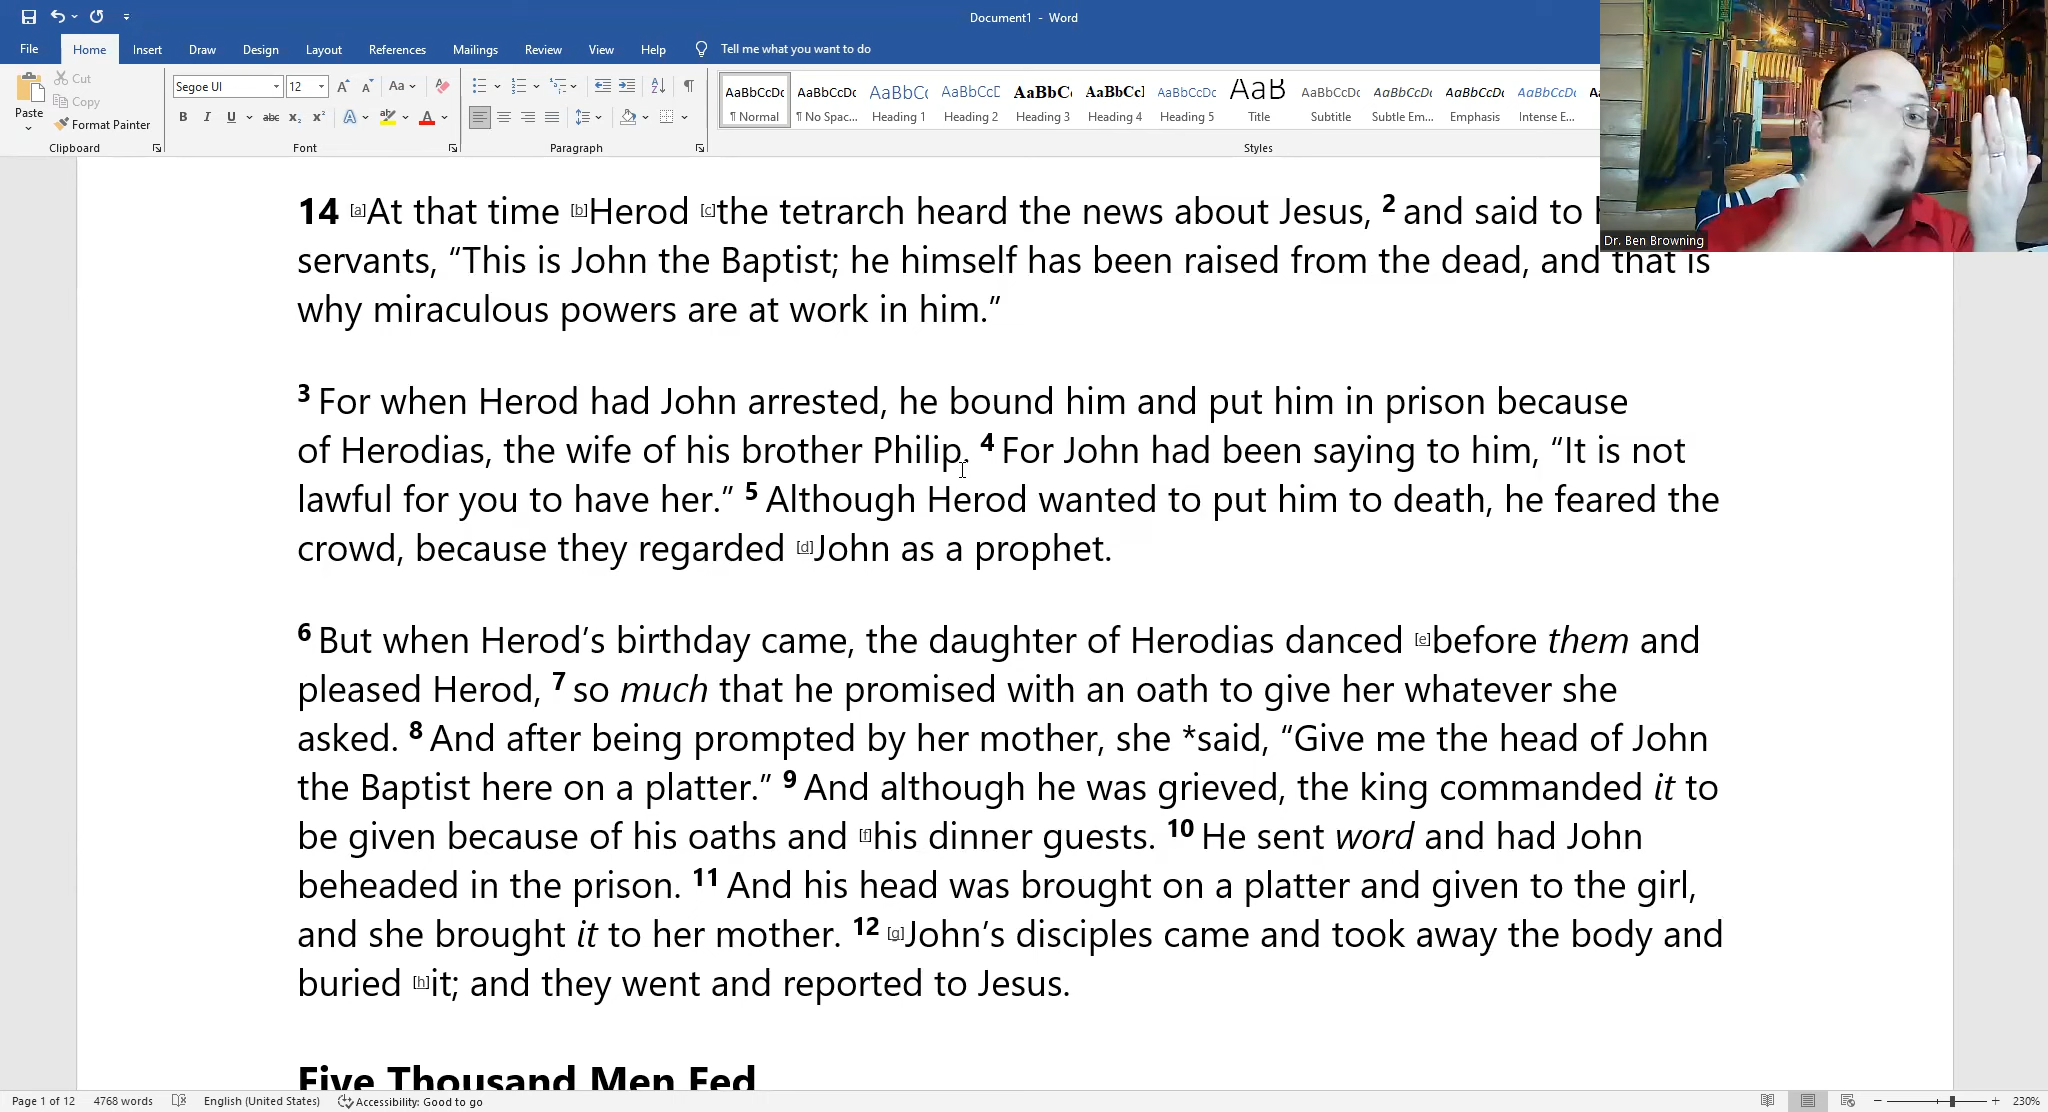 Document1 - Word
File Home Insert Draw Design Layout References Mailings Review View Help Tell me what you want to do
Paste
Cut
Copy
Format Painter
Clipboard
Segoe UI 12
Font
Paragraph
AaBbCcDc AaBbCcDc AaBbC AaBbCcD AaBbC AaBbCc AaBbCcDc AaB AaBbCcDc AaBbCcDc AaBbCcDc AaBbCcDc
¶ Normal ¶ No Spac... Heading 1 Heading 2 Heading 3 Heading 4 Heading 5 Title Subtitle Subtle Em... Emphasis Intense E...
Styles
Dr. Ben Browning
14 [a]At that time [b]Herod [c]the tetrarch heard the news about Jesus, 2 and said to
servants, “This is John the Baptist; he himself has been raised from the dead, and that is
why miraculous powers are at work in him.”
3 For when Herod had John arrested, he bound him and put him in prison because
of Herodias, the wife of his brother Philip. 4 For John had been saying to him, “It is not
lawful for you to have her.” 5 Although Herod wanted to put him to death, he feared the
crowd, because they regarded [d]John as a prophet.
6 But when Herod’s birthday came, the daughter of Herodias danced [e]before them and
pleased Herod, 7 so much that he promised with an oath to give her whatever she
asked. 8 And after being prompted by her mother, she *said, “Give me the head of John
the Baptist here on a platter.” 9 And although he was grieved, the king commanded it to
be given because of his oaths and [f]his dinner guests. 10 He sent word and had John
beheaded in the prison. 11 And his head was brought on a platter and given to the girl,
and she brought it to her mother. 12 [g]John’s disciples came and took away the body and
buried [h]it; and they went and reported to Jesus.
Five Thousand Men Fed
Page 1 of 12 4768 words English (United States) Accessibility: Good to go 230%